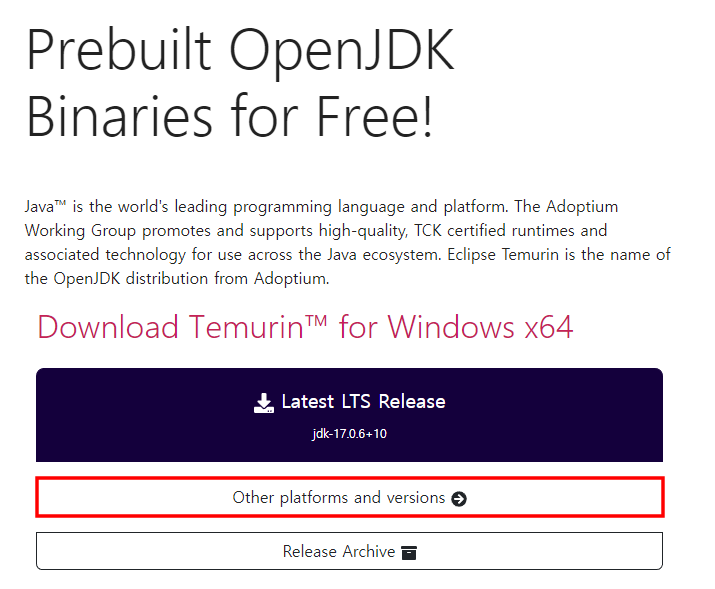 Prebuilt OpenJDK
Binaries for Free!
Java™ is the world's leading programming language and platform. The Adoptium
Working Group promotes and supports high-quality, TCK certified runtimes and
associated technology for use across the Java ecosystem. Eclipse Temurin is the name of
the OpenJDK distribution from Adoptium.
Download Temurin™ for Windows x64
Latest LTS Release
jdk-17.0.6+10
Other platforms and versions
Release Archive